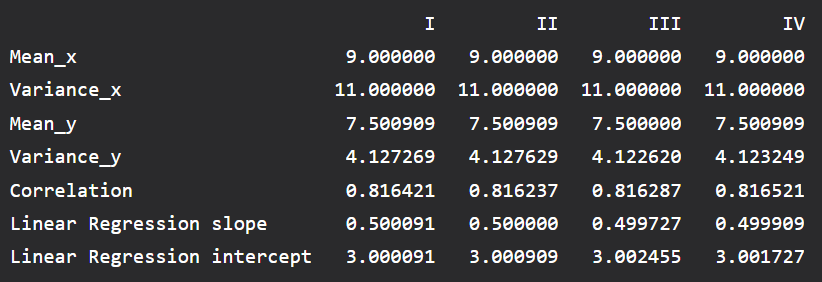 I II III IV
Mean_x 9.000000 9.000000 9.000000 9.000000
Variance_x 11.000000 11.000000 11.000000 11.000000
Mean_y 7.500909 7.500909 7.500000 7.500909
Variance_y 4.127269 4.127629 4.122620 4.123249
Correlation 0.816421 0.816237 0.816287 0.816521
Linear Regression slope 0.500091 0.500000 0.499727 0.499909
Linear Regression intercept 3.000091 3.000909 3.002455 3.001727